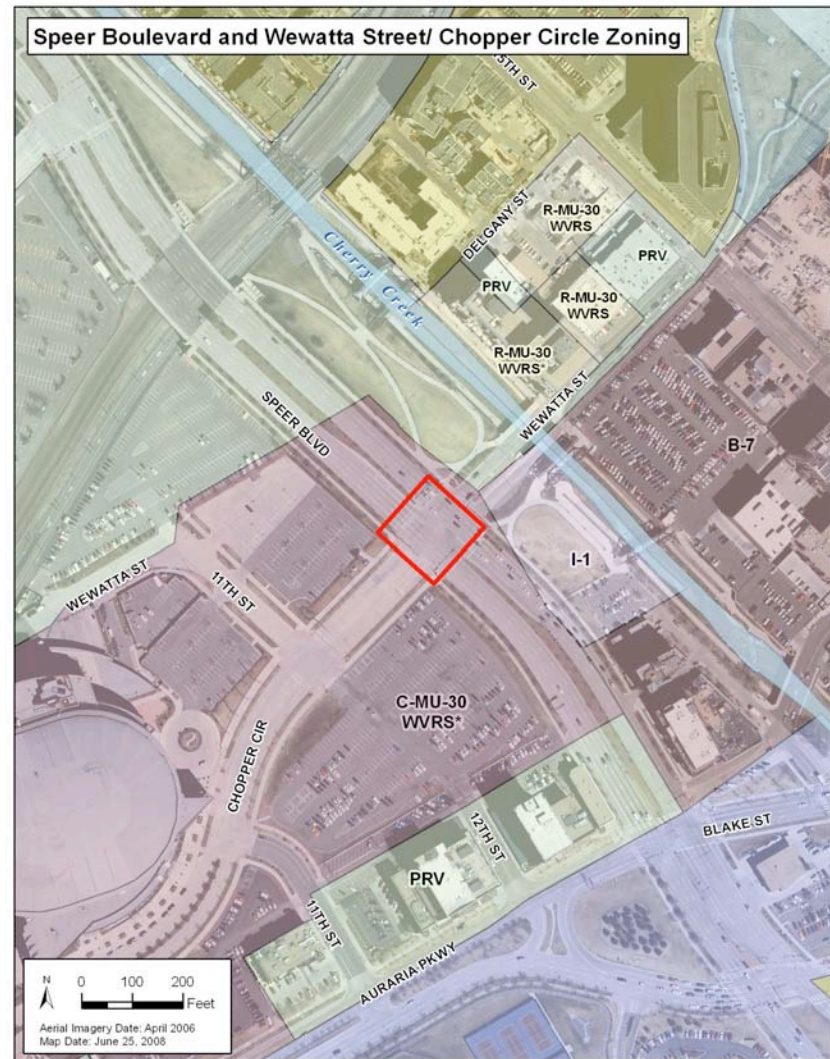 Speer Boulevard and Wewatta Street/ Chopper Circle Zoning
5TH ST
DELGANY ST
R-MU-30
WVRS
PRV
Cherry Creek
PRV
R-MU-30
WVRS
R-MU-30
WVRS*
WEWATTA ST
SPEER BLVD
B-7
I-1
WEWATTA ST
11TH ST
C-MU-30
WVRS*
CHOPPER CIR
12TH ST
BLAKE ST
PRV
11TH ST
AURARIA PKWY
N
0 100 200
Feet
Aerial Imagery Date: April 2006
Map Date: June 25, 2008